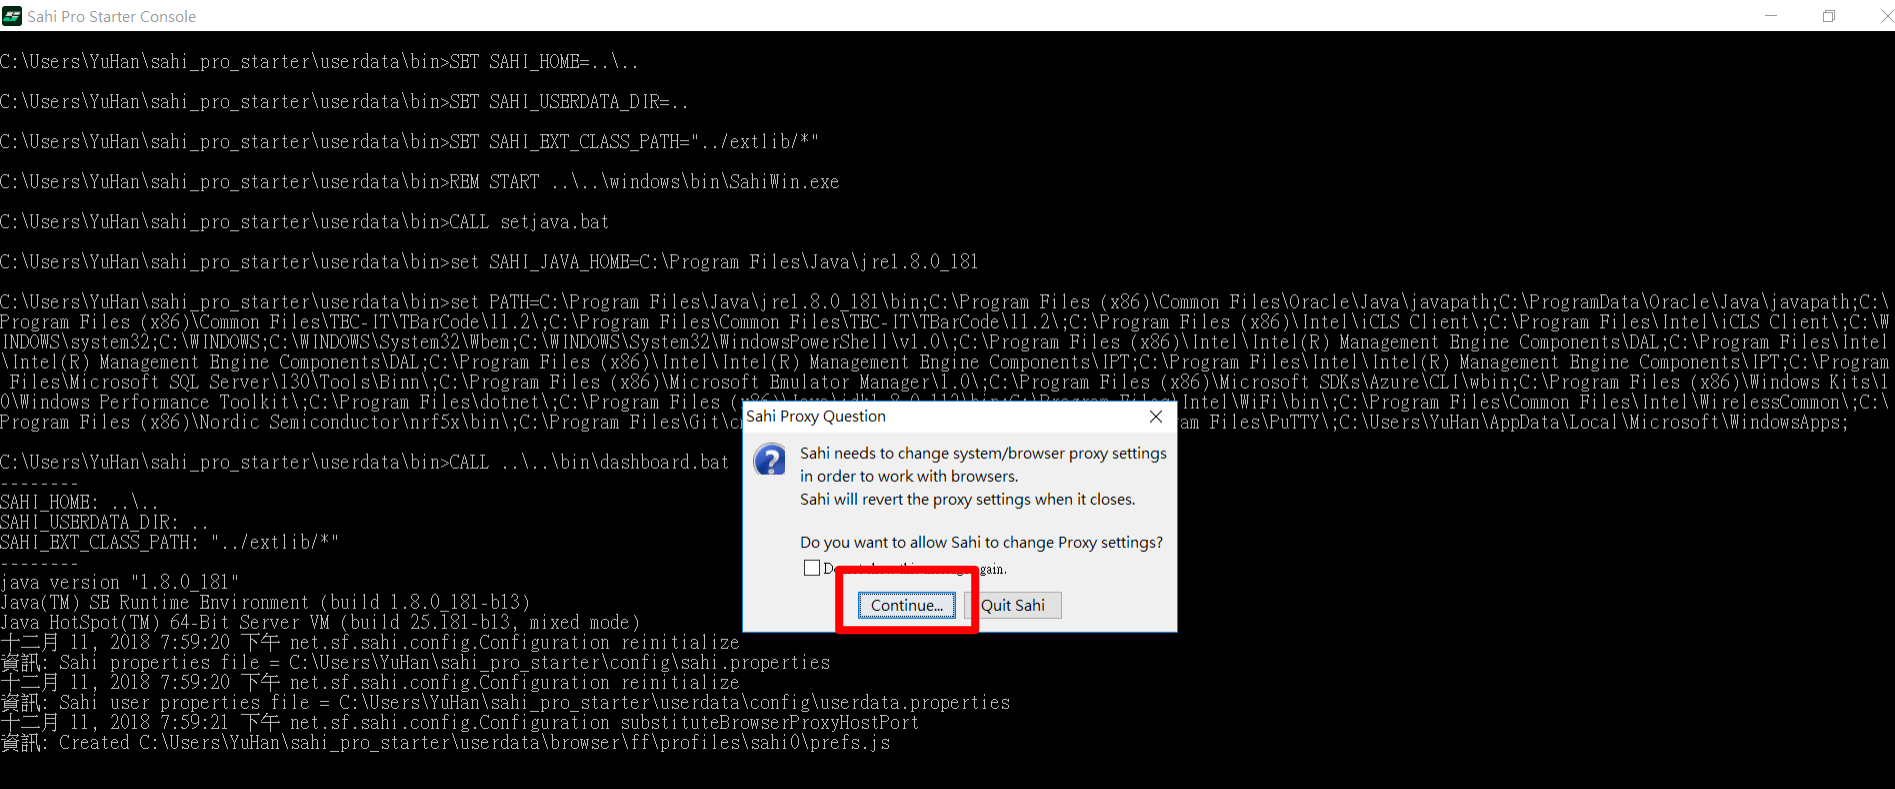 Sahi Pro Starter Console
C:\Users\YuHan\sahi_pro_starter\userdata\bin>SET SAHI_HOME=..\..
C:\Users\YuHan\sahi_pro_starter\userdata\bin>SET SAHI_USERDATA_DIR=..
C:\Users\YuHan\sahi_pro_starter\userdata\bin>SET SAHI_EXT_CLASS_PATH="../extlib/*"
C:\Users\YuHan\sahi_pro_starter\userdata\bin>REM START ..\..\windows\bin\SahiWin.exe
C:\Users\YuHan\sahi_pro_starter\userdata\bin>CALL setjava.bat
C:\Users\YuHan\sahi_pro_starter\userdata\bin>set SAHI_JAVA_HOME=C:\Program Files\Java\jre1.8.0_181
C:\Users\YuHan\sahi_pro_starter\userdata\bin>set PATH=C:\Program Files\Java\jre1.8.0_181\bin;C:\Program Files (x86)\Common Files\Oracle\Java\javapath;C:\ProgramData\Oracle\Java\javapath;C:\
Program Files (x86)\Common Files\TEC-IT\TBarCode\11.2\;C:\Program Files\Common Files\TEC-IT\TBarCode\11.2\;C:\Program Files (x86)\Intel\iCLS Client\;C:\Program Files\Intel\iCLS Client\;C:\W
INDOWS\system32;C:\WINDOWS;C:\WINDOWS\System32\Wbem;C:\WINDOWS\System32\WindowsPowerShell\v1.0\;C:\Program Files (x86)\Intel\Intel(R) Management Engine Components\DAL;C:\Program Files\Intel
\Intel(R) Management Engine Components\DAL;C:\Program Files (x86)\Intel\Intel(R) Management Engine Components\IPT;C:\Program Files\Intel\Intel(R) Management Engine Components\IPT;C:\Program
Files\Microsoft SQL Server\130\Tools\Binn\;C:\Program Files (x86)\Microsoft Emulator Manager\1.0\;C:\Program Files (x86)\Microsoft SDKs\Azure\CLI\wbin;C:\Program Files (x86)\Windows Kits\1
0\Windows Performance Toolkit\;C:\Program Files\dotnet\;C:\Program Files Intel\WiFi\bin\;C:\Program Files\Common Files\Intel\WirelessCommon\;C:\
Program Files (x86)\Nordic Semiconductor\nrf5x\bin\;C:\Program Files\Git\c am Files\PuTTY\;C:\Users\YuHan\AppData\Local\Microsoft\WindowsApps;
C:\Users\YuHan\sahi_pro_starter\userdata\bin>CALL ..\..\bin\dashboard.bat
--------
SAHI_HOME: ..\..
SAHI_USERDATA_DIR: ..
SAHI_EXT_CLASS_PATH: "../extlib/*"
--------
java version "1.8.0_181"
Java(TM) SE Runtime Environment (build 1.8.0_181-b13)
Java HotSpot(TM) 64-Bit Server VM (build 25.181-b13, mixed mode)
十二月 11, 2018 7:59:20 下午 net.sf.sahi.config.Configuration reinitialize
資訊: Sahi properties file = C:\Users\YuHan\sahi_pro_starter\config\sahi.properties
十二月 11, 2018 7:59:20 下午 net.sf.sahi.config.Configuration reinitialize
資訊: Sahi user properties file = C:\Users\YuHan\sahi_pro_starter\userdata\config\userdata.properties
十二月 11, 2018 7:59:21 下午 net.sf.sahi.config.Configuration substituteBrowserProxyHostPort
資訊: Created C:\Users\YuHan\sahi_pro_starter\userdata\browser\ff\profiles\sahi0\prefs.js
Sahi Proxy Question
Sahi needs to change system/browser proxy settings
in order to work with browsers.
Sahi will revert the proxy settings when it closes.
Do you want to allow Sahi to change Proxy settings?
again.
Continue...
Quit Sahi